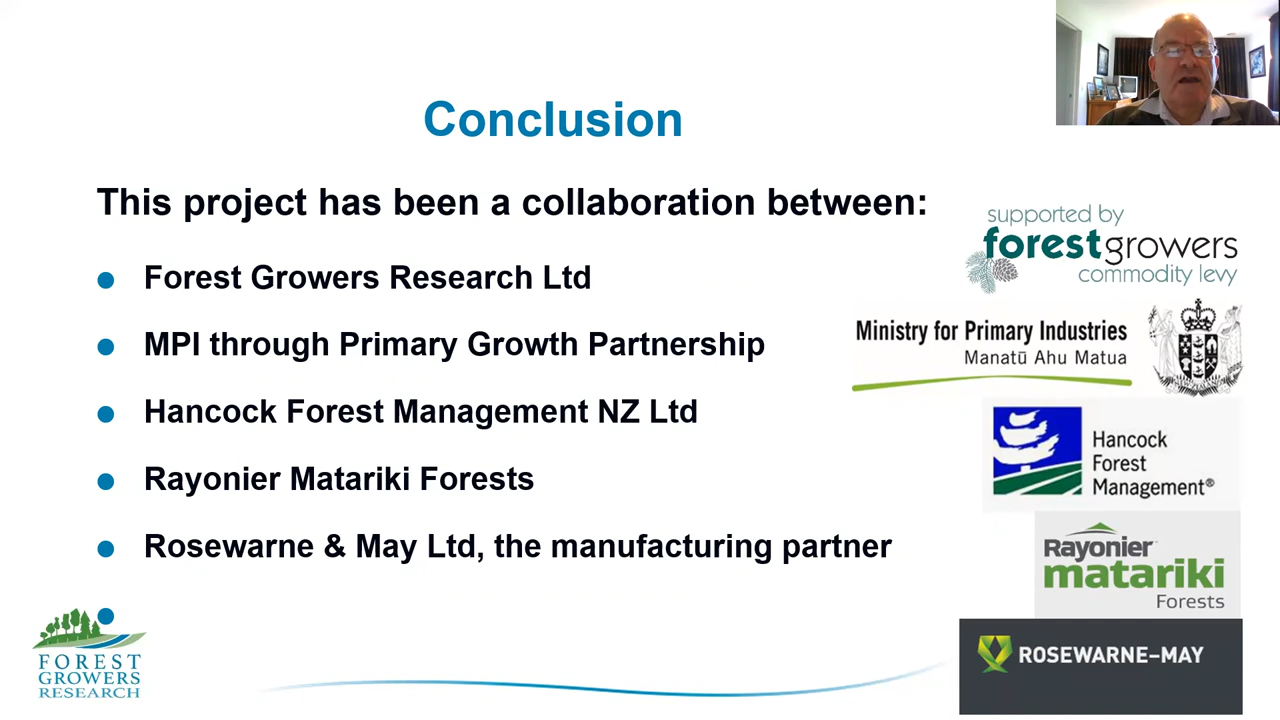 Conclusion
This project has been a collaboration between:
Forest Growers Research Ltd
MPI through Primary Growth Partnership
Hancock Forest Management NZ Ltd
Rayonier Matariki Forests
Rosewarne & May Ltd, the manufacturing partner
supported by
forestgrowers
commodity levy
Ministry for Primary Industries
Manatū Ahu Matua
Hancock
Forest
Management®
Rayonier
matariki
Forests
ROSEWARNE–MAY
FOREST
GROWERS
RESEARCH